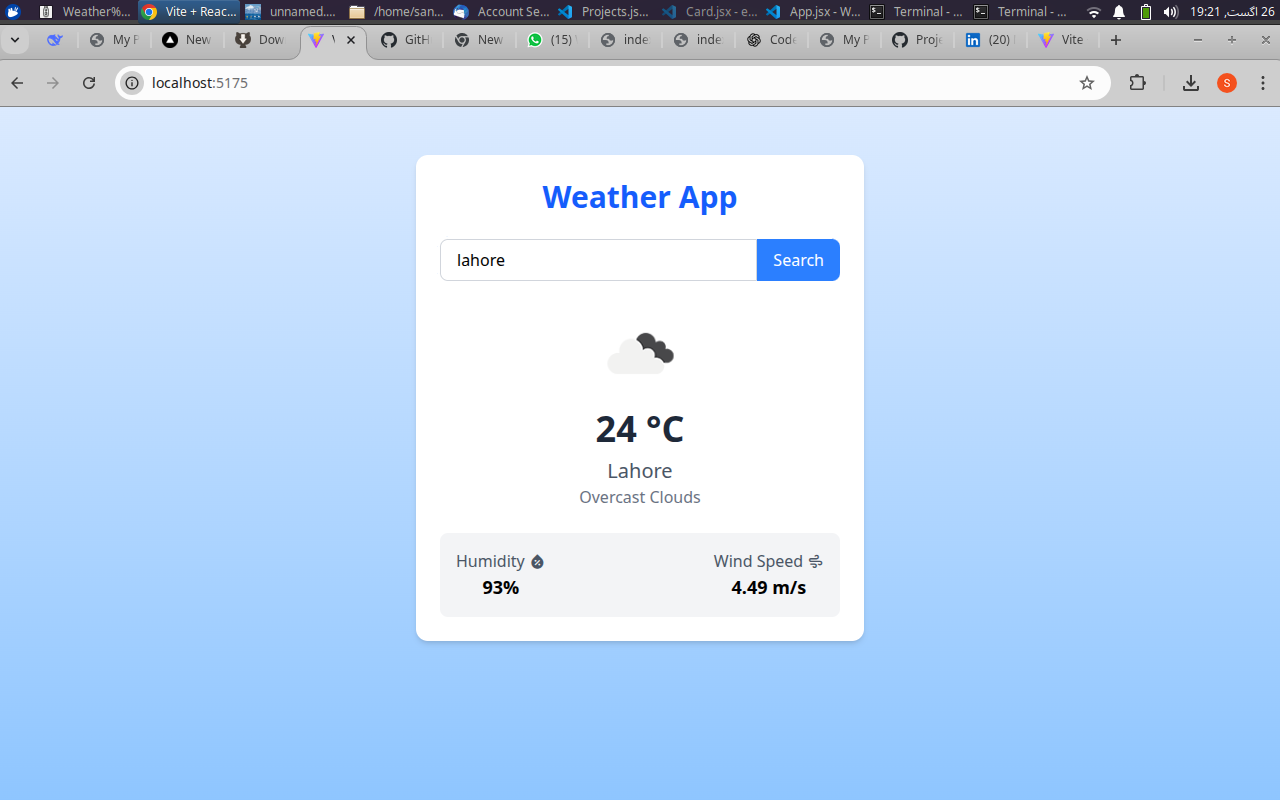 Weather%... Vite + Reac... unnamed.... /home/san... Account Se... Projects.js... Card.jsx - e... App.jsx - W... Terminal - ... Terminal - ... 19:21 ,اگست 26
My F New Dow V GitH New (15) inde inde Code My F Proje (20) Vite
localhost:5175 S
Weather App
lahore Search
24 °C
Lahore
Overcast Clouds
Humidity Wind Speed
93% 4.49 m/s